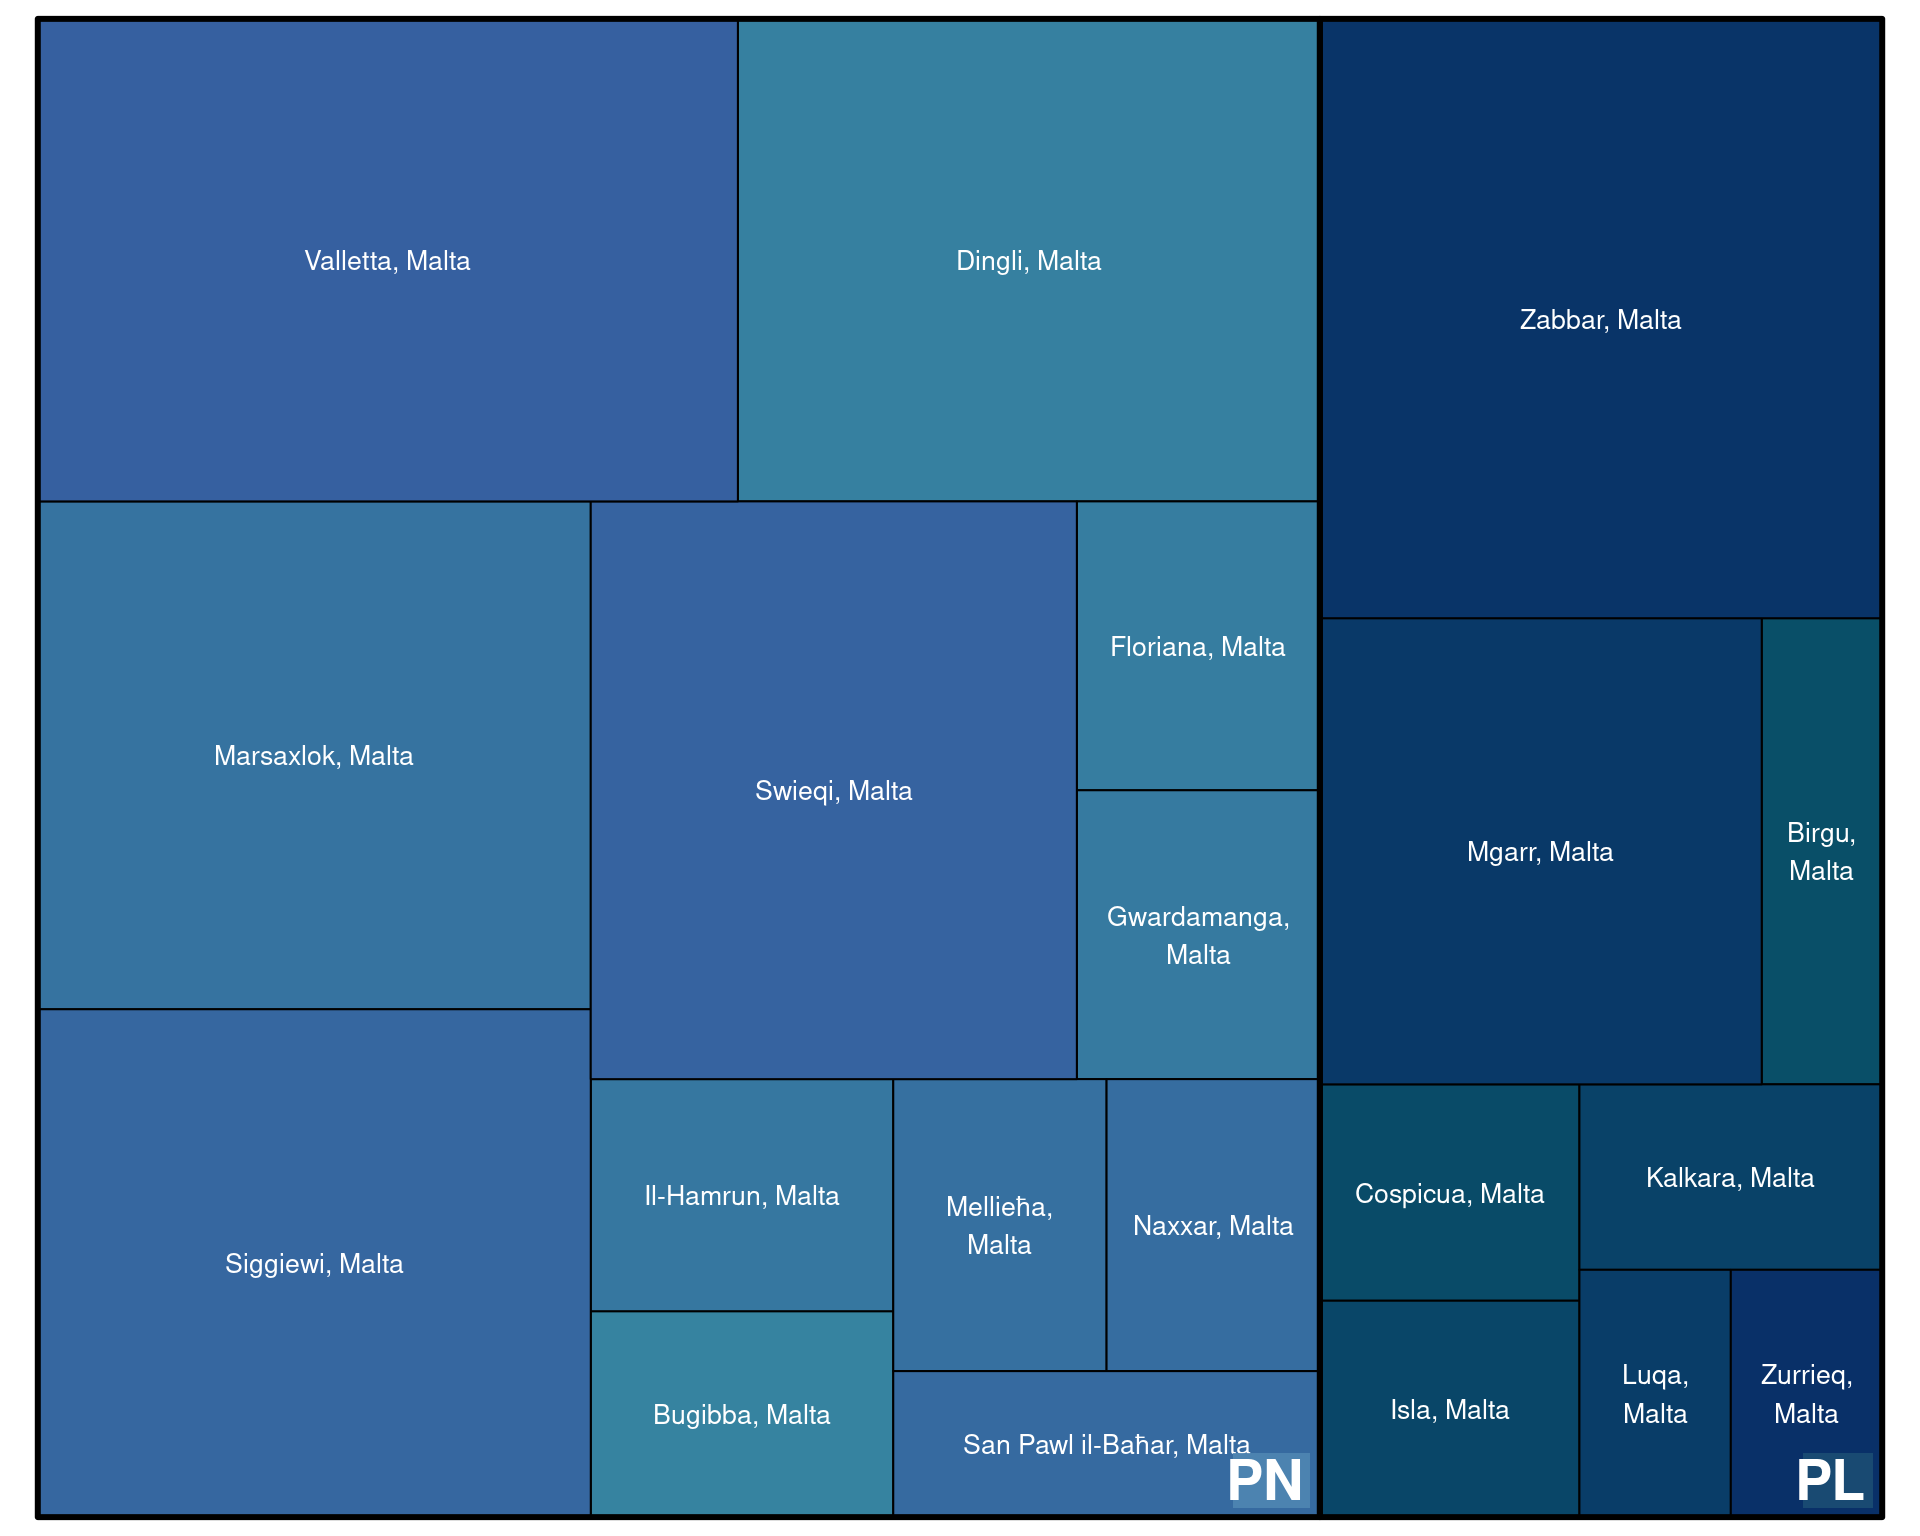 Valletta, Malta
Dingli, Malta
Zabbar, Malta
Marsaxlok, Malta
Swieqi, Malta
Floriana, Malta
Gwardamanga,
Malta
Mgarr, Malta
Birgu,
Malta
Siggiewi, Malta
Il-Hamrun, Malta
Mellieħa,
Malta
Naxxar, Malta
Bugibba, Malta
San Pawl il-Baħar, Malta
PN
Cospicua, Malta
Kalkara, Malta
Isla, Malta
Luqa,
Malta
Zurrieq,
Malta
PL